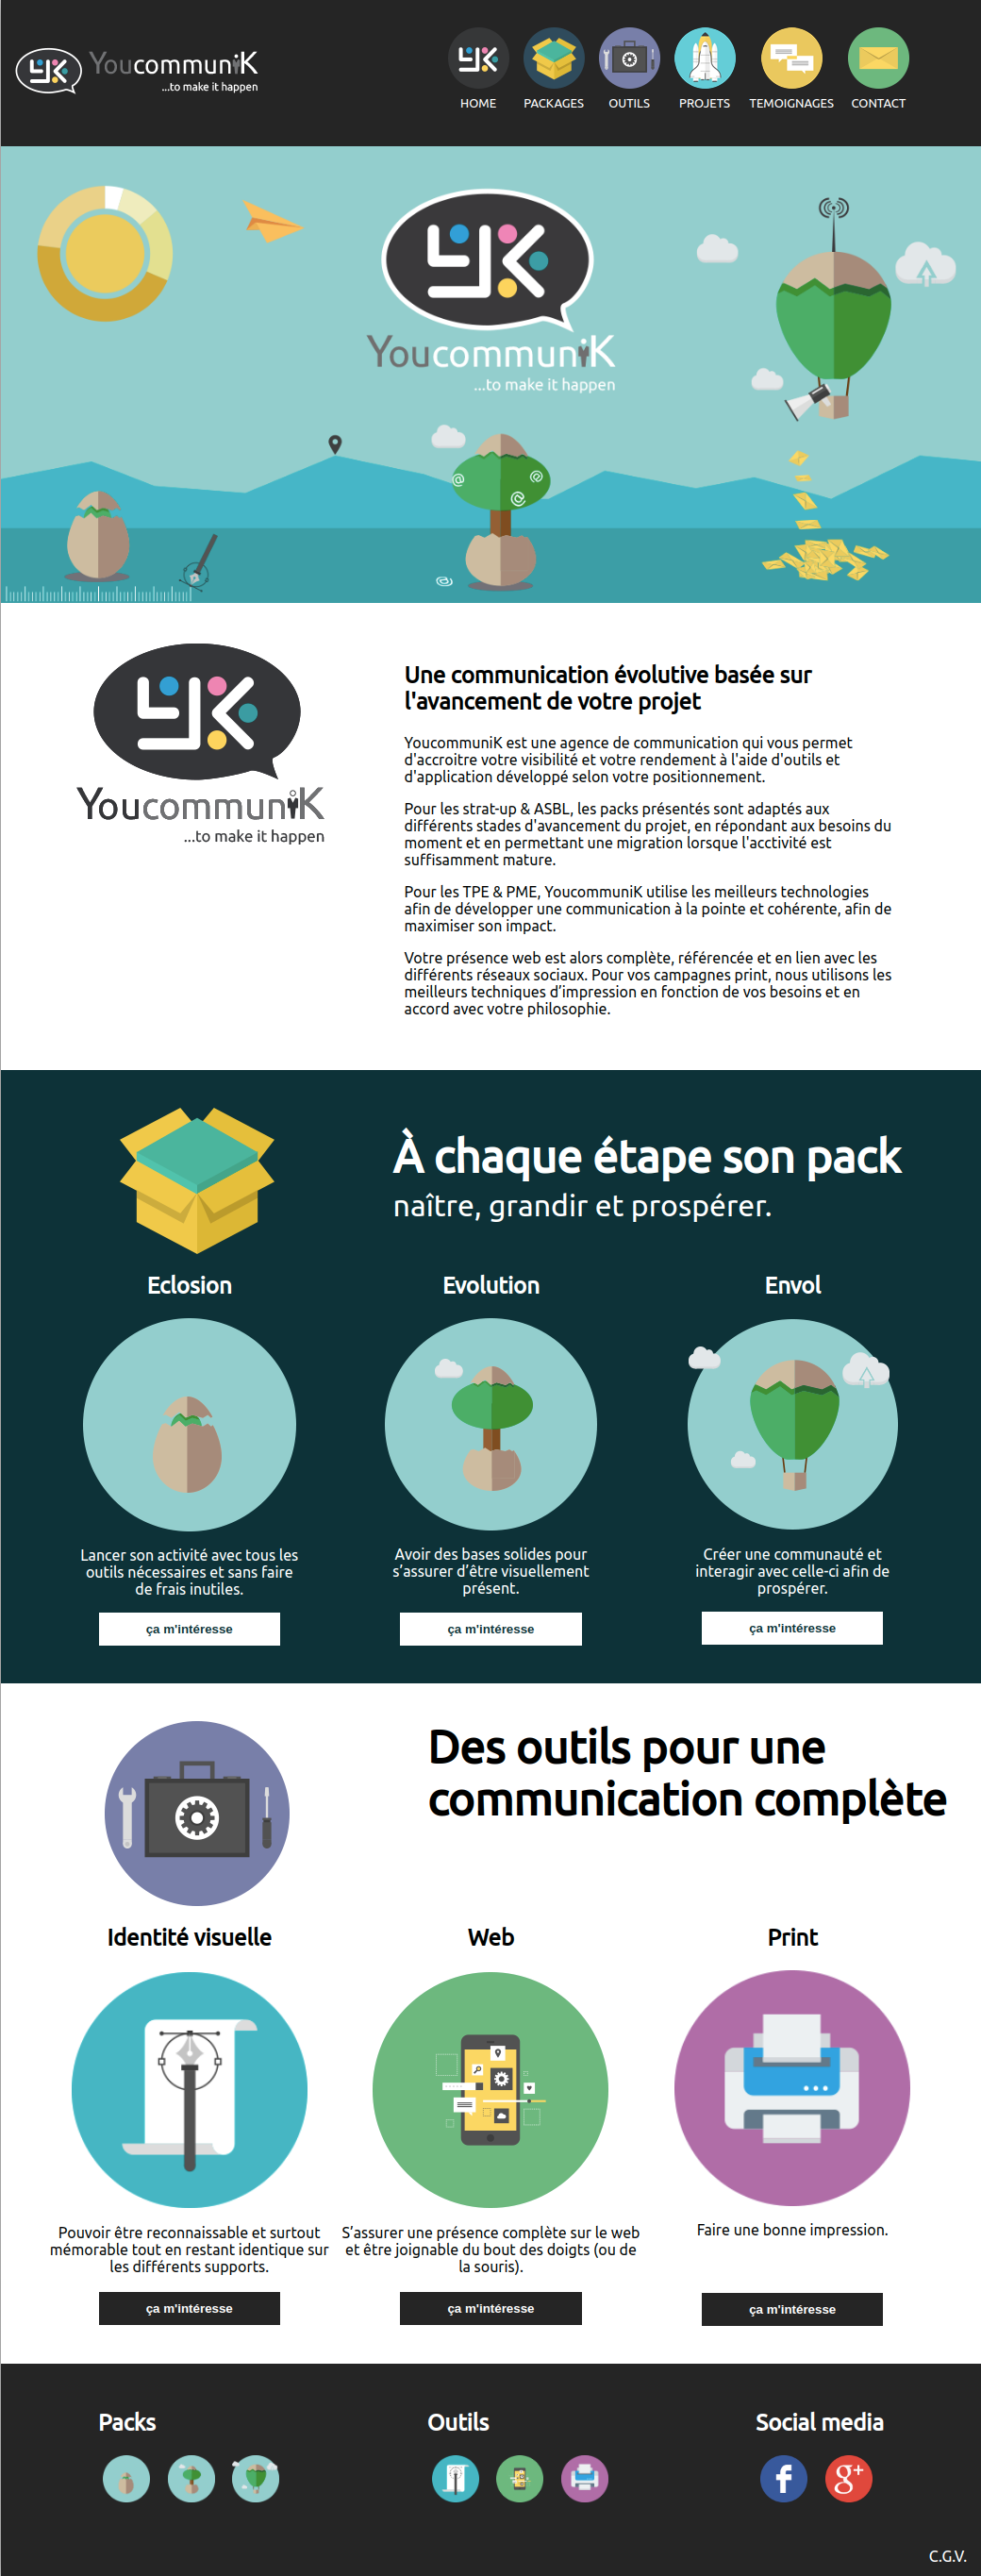 YoucommuniK
...to make it happen
HOME
PACKAGES
OUTILS
PROJETS
TEMOIGNAGES
CONTACT
YoucommuniK
...to make it happen
@
@
@
@
YoucommuniK
...to make it happen
Une communication évolutive basée sur
l'avancement de votre projet
YoucommuniK est une agence de communication qui vous permet
d'accroitre votre visibilité et votre rendement à l'aide d'outils et
d'application développé selon votre positionnement.
Pour les strat-up & ASBL, les packs présentés sont adaptés aux
différents stades d'avancement du projet, en répondant aux besoins du
moment et en permettant une migration lorsque l'acctivité est
suffisamment mature.
Pour les TPE & PME, YoucommuniK utilise les meilleurs technologies
afin de développer une communication à la pointe et cohérente, afin de
maximiser son impact.
Votre présence web est alors complète, référencée et en lien avec les
différents réseaux sociaux. Pour vos campagnes print, nous utilisons les
meilleurs techniques d’impression en fonction de vos besoins et en
accord avec votre philosophie.
À chaque étape son pack
naître, grandir et prospérer.
Eclosion
Evolution
Envol
Lancer son activité avec tous les
outils nécessaires et sans faire
de frais inutiles.
Avoir des bases solides pour
s’assurer d’être visuellement
présent.
Créer une communauté et
interagir avec celle-ci afin de
prospérer.
ça m'intéresse
ça m'intéresse
ça m'intéresse
Des outils pour une
communication complète
Identité visuelle
Web
Print
Pouvoir être reconnaissable et surtout
mémorable tout en restant identique sur
les différents supports.
S’assurer une présence complète sur le web
et être joignable du bout des doigts (ou de
la souris).
Faire une bonne impression.
ça m'intéresse
ça m'intéresse
ça m'intéresse
Packs
Outils
Social media
f
g+
C.G.V.